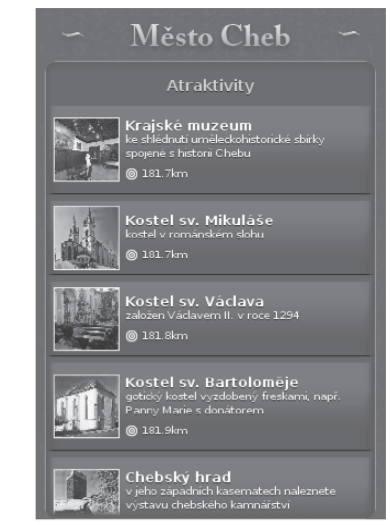 Město Cheb
Atraktivity
Krajské muzeum
ke shlédnutí uměleckohistorické sbírky
spojené s historií Chebu
181.7km
Kostel sv. Mikuláše
kostel v románském slohu
181.7km
Kostel sv. Václava
založen Václavem II. v roce 1294
181.8km
Kostel sv. Bartoloměje
gotický kostel vyzdobený freskami, např.
Panny Marie s donátorem
181.9km
Chebský hrad
v jeho západních kasematech naleznete
výstavu chebského kamnářství